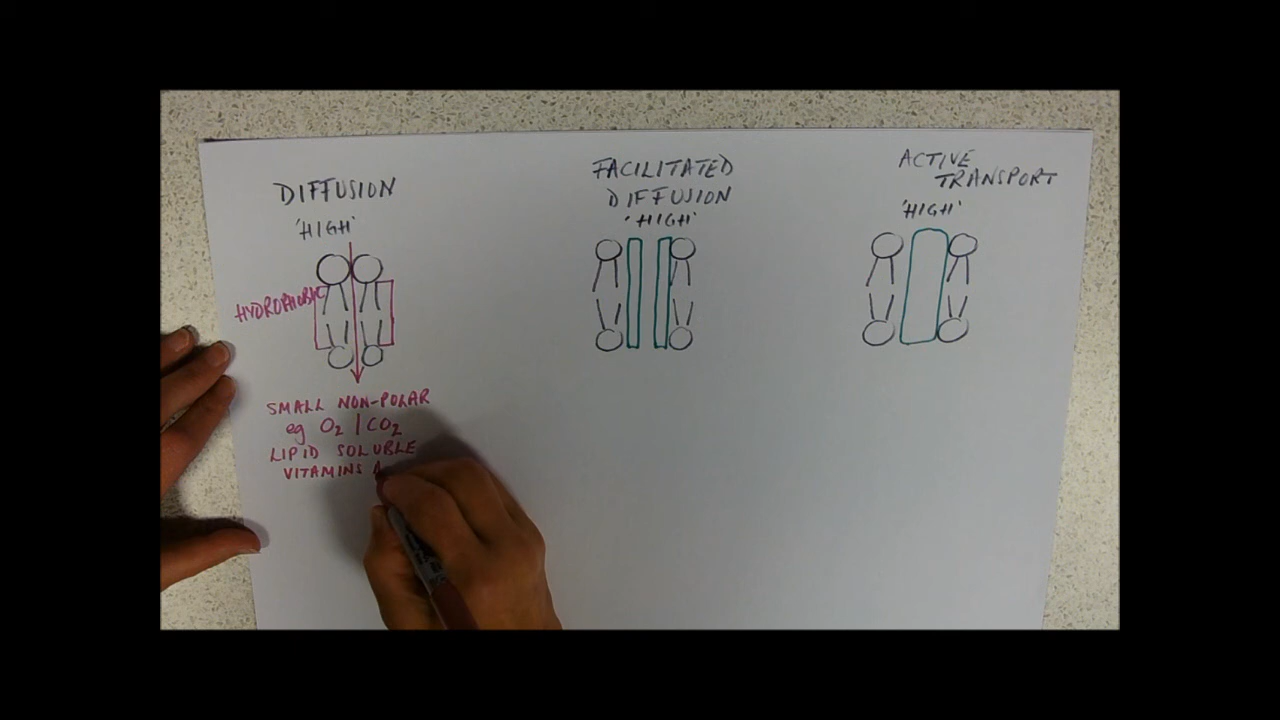 DIFFUSION
'HIGH'
HYDROPHOBIC
SMALL NON-POLAR
eg O₂ | CO₂
LIPID SOLUBLE
VITAMINS A
FACILITATED
DIFFUSION
'HIGH'
ACTIVE
TRANSPORT
'HIGH'